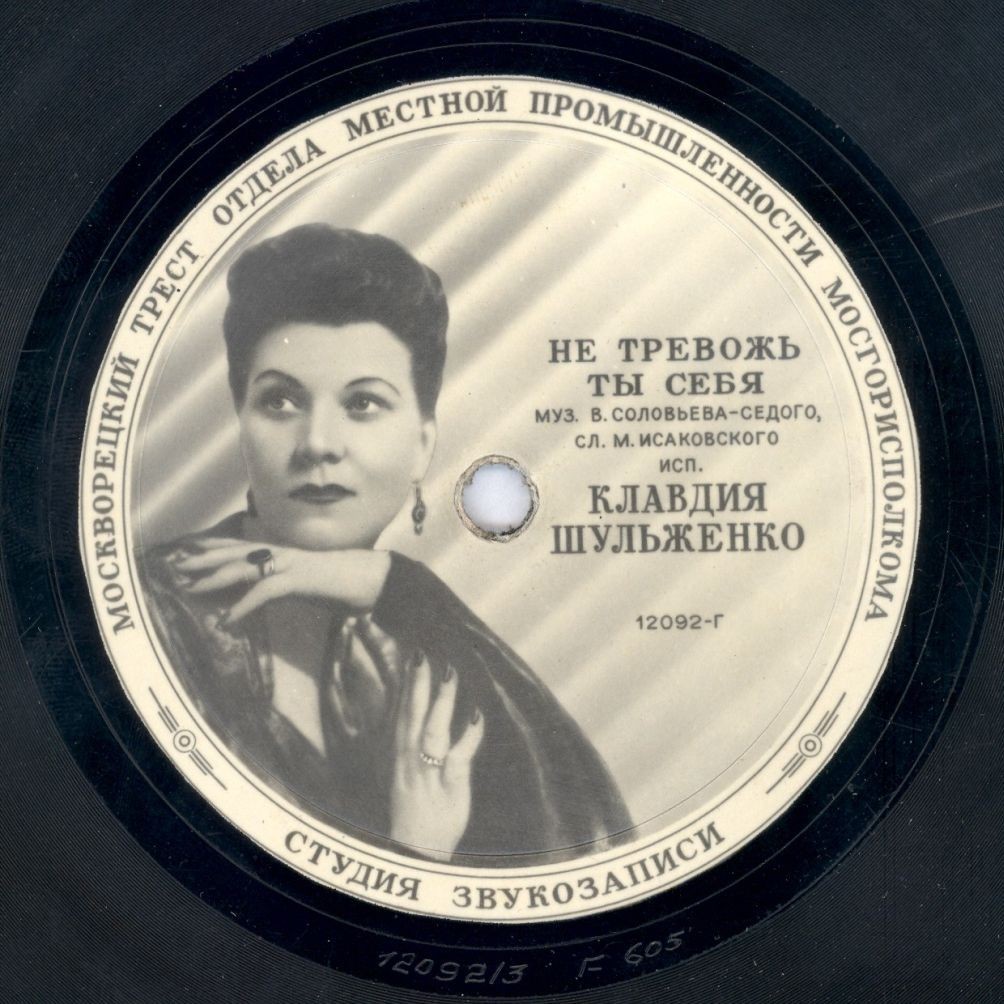 МОСКВОРЕЦКИЙ ТРЕСТ ОТДЕЛА МЕСТНОЙ ПРОМЫШЛЕННОСТИ МОСГОРИСПОЛКОМА
НЕ ТРЕВОЖЬ
ТЫ СЕБЯ
МУЗ. В. СОЛОВЬЕВА-СЕДОГО,
СЛ. М. ИСАКОВСКОГО
ИСП.
КЛАВДИЯ
ШУЛЬЖЕНКО
12092-Г
СТУДИЯ ЗВУКОЗАПИСИ
12092/3 F 605